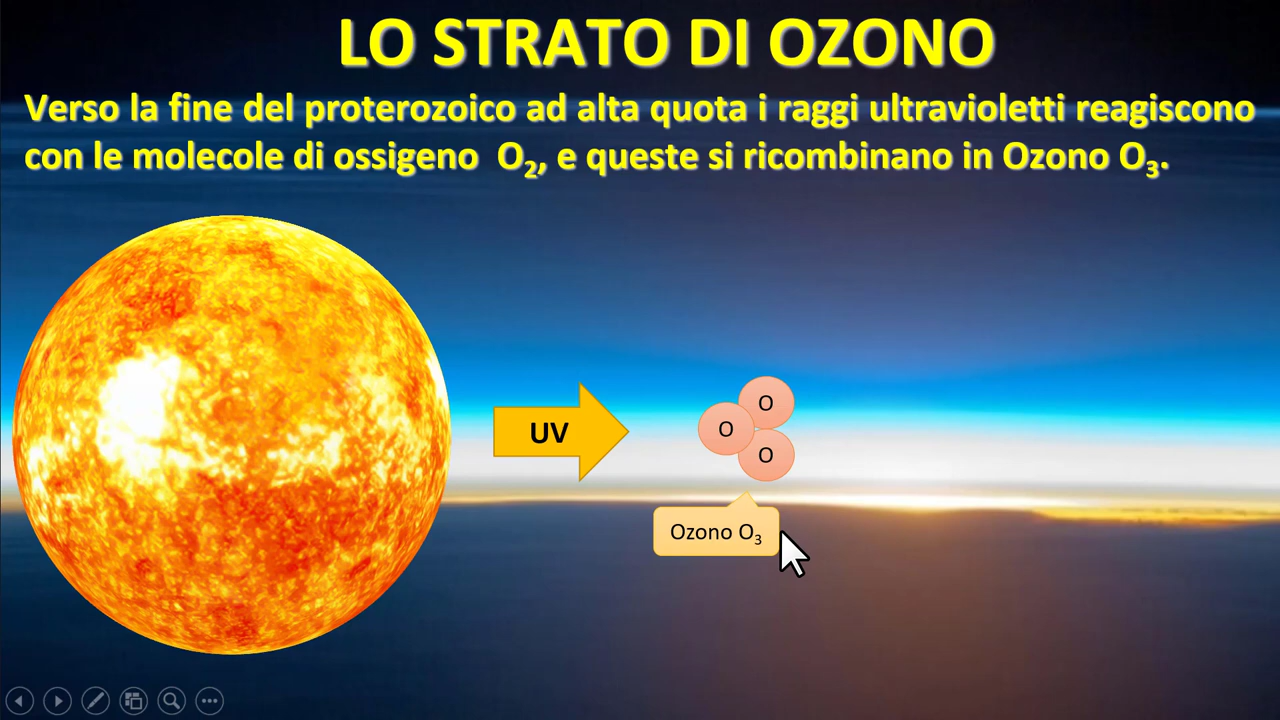 LO STRATO DI OZONO
Verso la fine del proterozoico ad alta quota i raggi ultravioletti reagiscono
con le molecole di ossigeno O₂, e queste si ricombinano in Ozono O₃.
UV
O
O
O
Ozono O₃